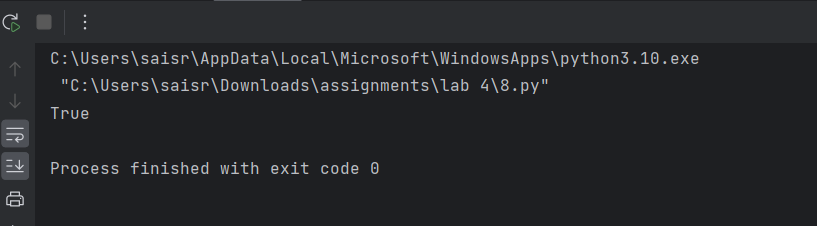 C:\Users\saisr\AppData\Local\Microsoft\WindowsApps\python3.10.exe
"C:\Users\saisr\Downloads\assignments\lab 4\8.py"
True
Process finished with exit code 0